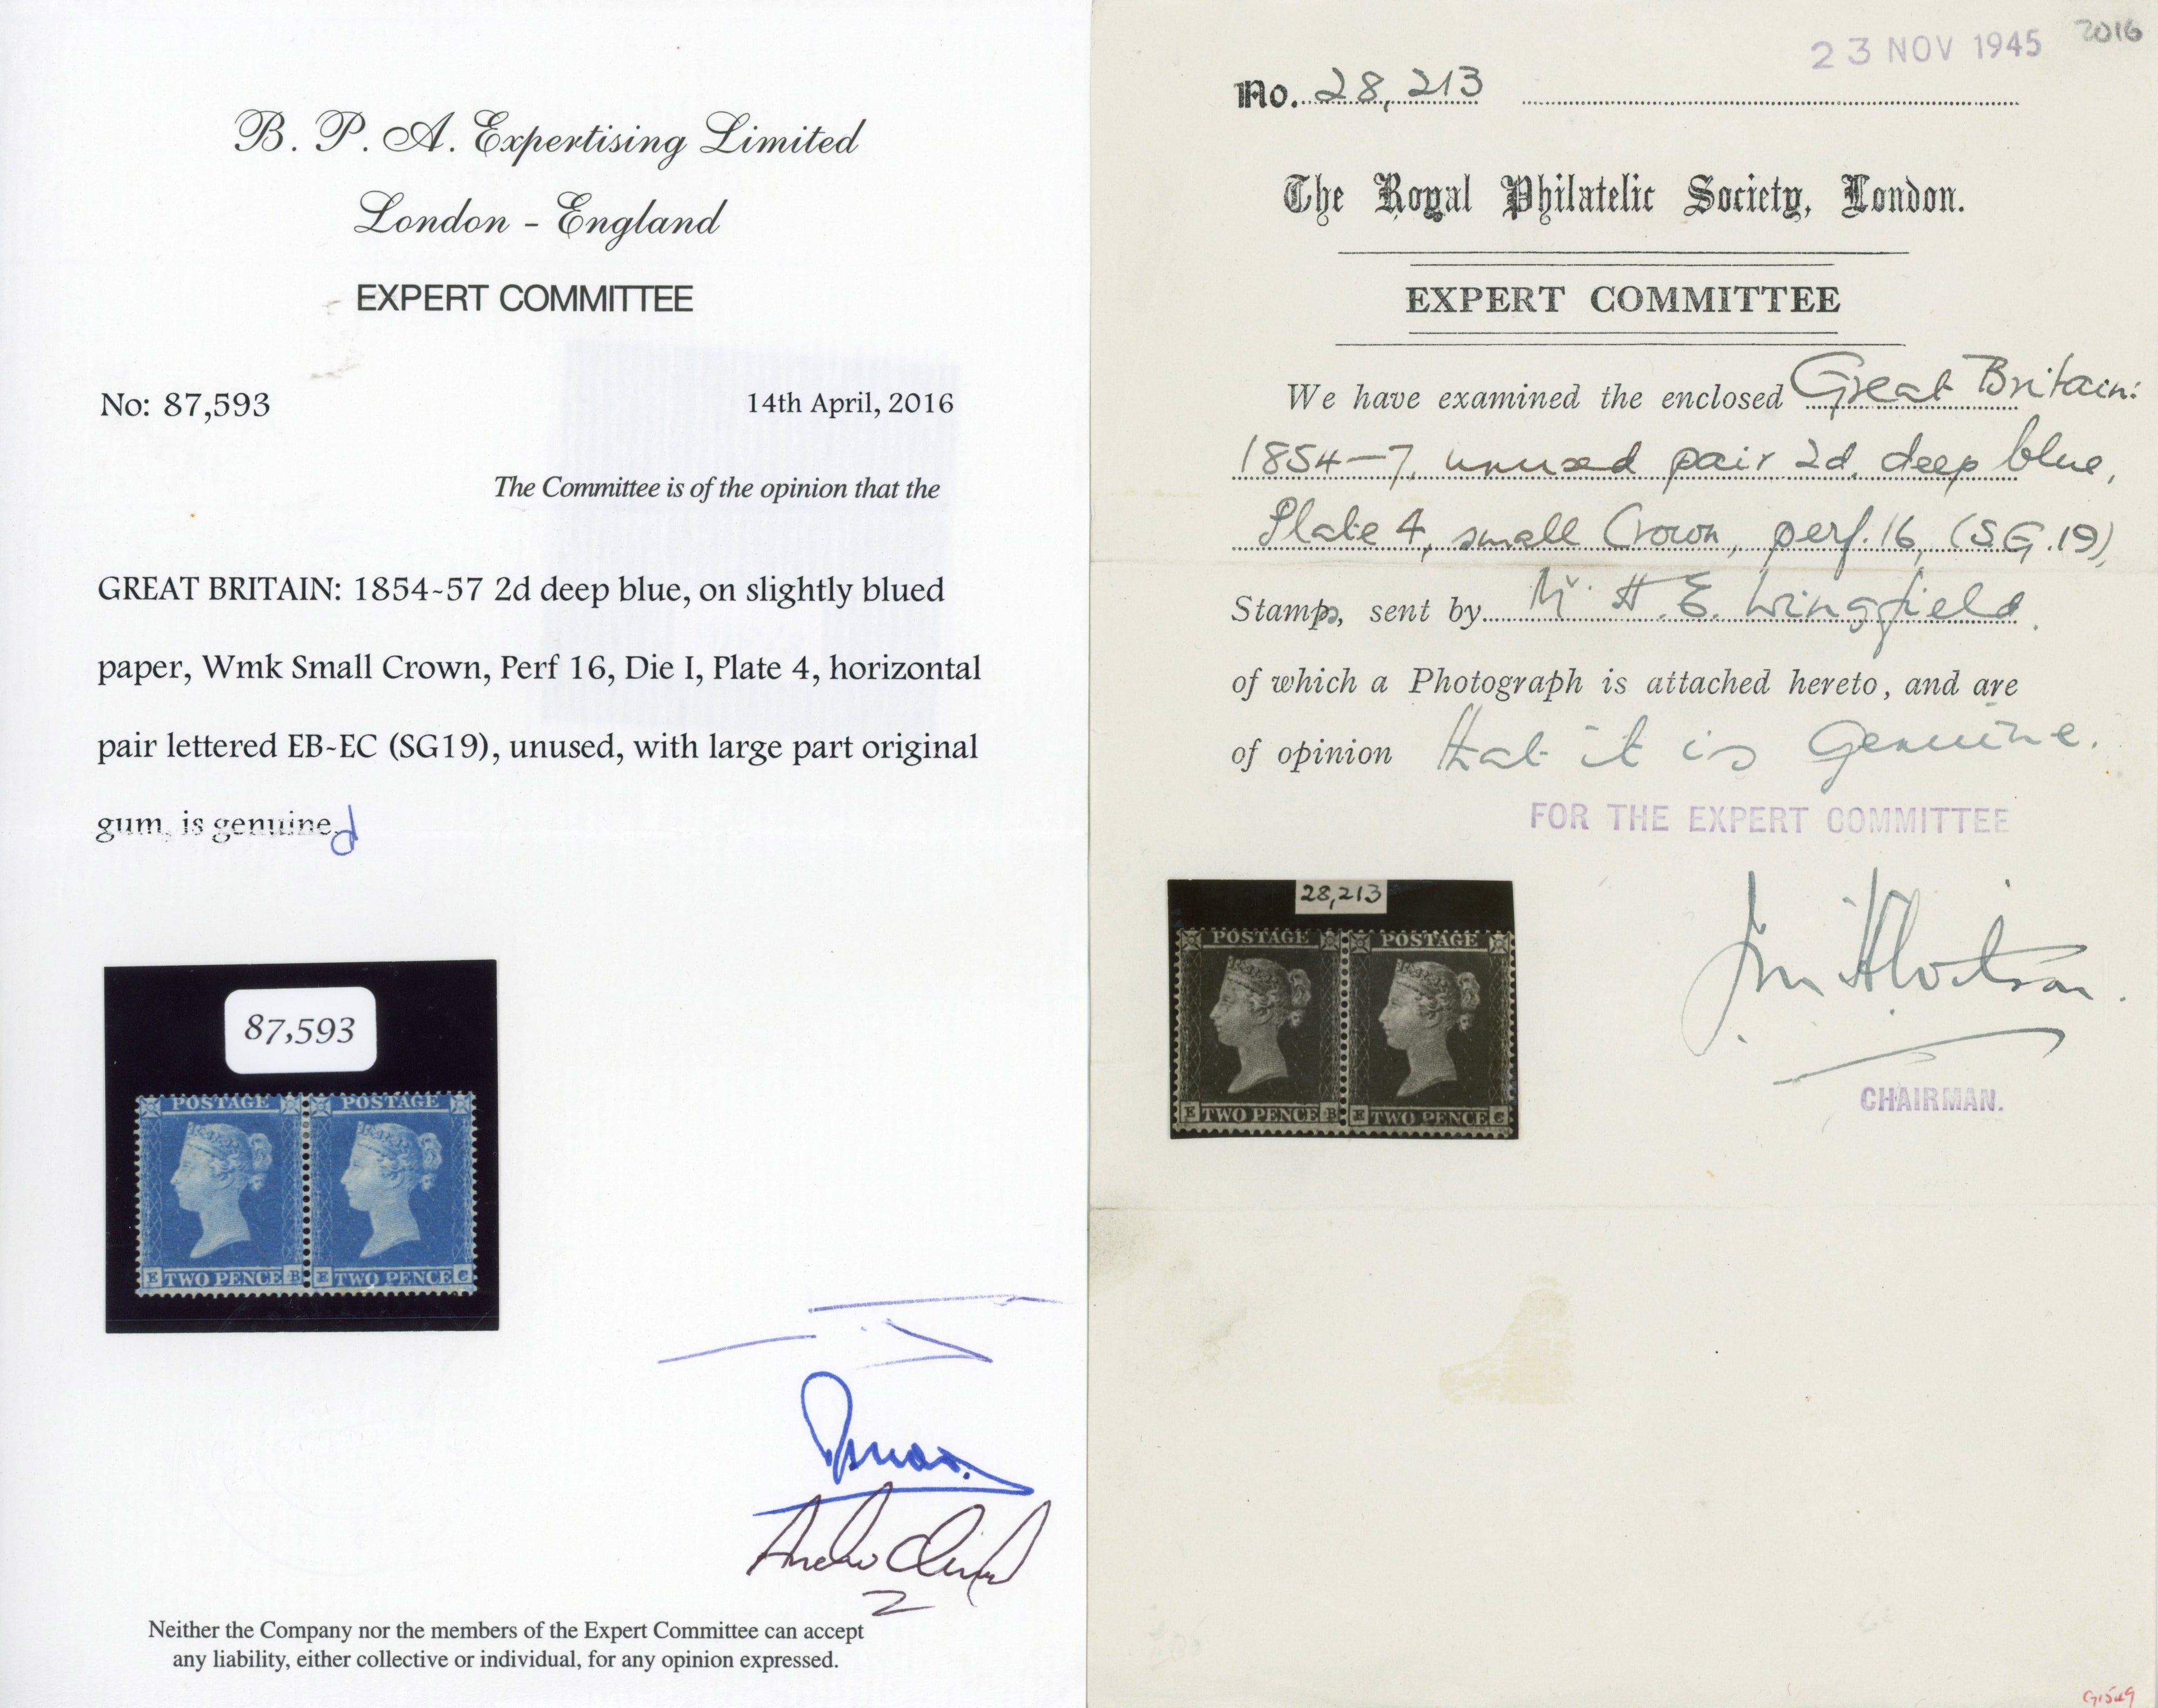 B. P. A. Expertising Limited
London - England
EXPERT COMMITTEE
No: 87,593
14th April, 2016
The Committee is of the opinion that the
GREAT BRITAIN: 1854-57 2d deep blue, on slightly blued
paper, Wmk Small Crown, Perf 16, Die I, Plate 4, horizontal
pair lettered EB-EC (SG19), unused, with large part original
gum, is genuine.
87,593
POSTAGE POSTAGE
E TWO PENCE B E TWO PENCE C
Neither the Company nor the members of the Expert Committee can accept
any liability, either collective or individual, for any opinion expressed.
23 NOV 1945 2016
No. 28,213
The Royal Philatelic Society, London.
EXPERT COMMITTEE
We have examined the enclosed Great Britain:
1854-7, unused pair 2d. deep blue,
Plate 4, small Crown, perf. 16, (S.G.19)
Stamps, sent by Mr. H. E. Wingfield.
of which a Photograph is attached hereto, and are
of opinion that it is Genuine.
FOR THE EXPERT COMMITTEE
28,213
POSTAGE POSTAGE
E TWO PENCE B E TWO PENCE C
CHAIRMAN.